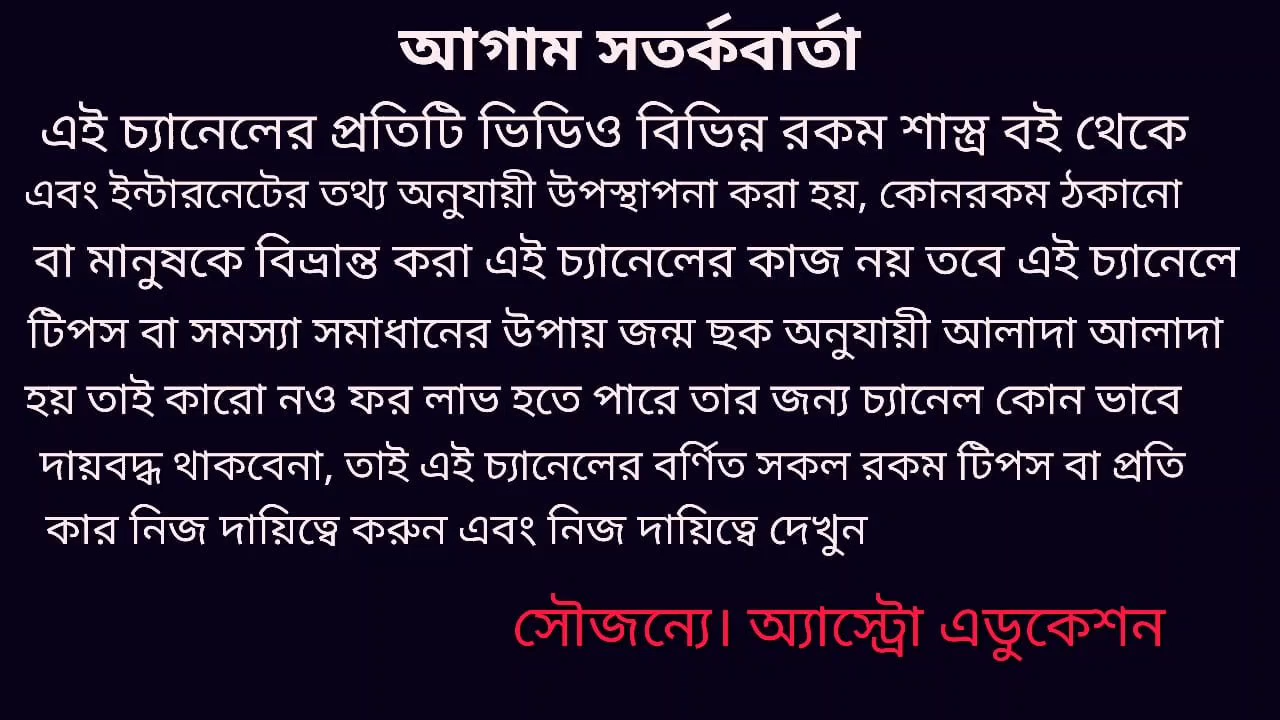 আগাম সতর্কবার্তা
এই চ্যানেলের প্রতিটি ভিডিও বিভিন্ন রকম শাস্ত্র বই থেকে
এবং ইন্টারনেটের তথ্য অনুযায়ী উপস্থাপনা করা হয়, কোনরকম ঠকানো
বা মানুষকে বিভ্রান্ত করা এই চ্যানেলের কাজ নয় তবে এই চ্যানেলে
টিপস বা সমস্যা সমাধানের উপায় জন্ম ছক অনুযায়ী আলাদা আলাদা
হয় তাই কারো নও ফর লাভ হতে পারে তার জন্য চ্যানেল কোন ভাবে
দায়বদ্ধ থাকবেনা, তাই এই চ্যানেলের বর্ণিত সকল রকম টিপস বা প্রতি
কার নিজ দায়িত্বে করুন এবং নিজ দায়িত্বে দেখুন
সৌজন্যে। অ্যাস্ট্রো এডুকেশন